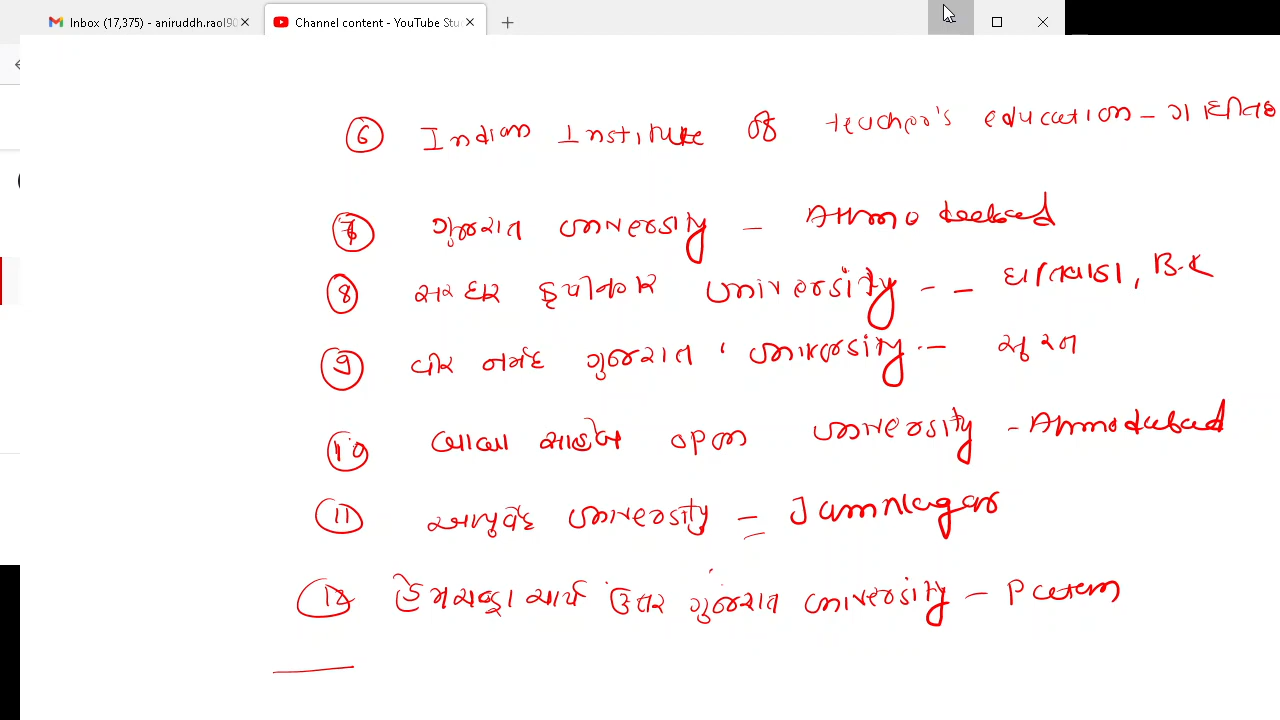 Inbox (17,375) - aniruddh.raol90 × Channel content - YouTube Stu × +
6 Indian Institute of teacher's education -
7 ગુજરાત university - Ahmedabad
8 સરદાર કૃષીનગર university - - દાંતીવાડા, B.K
9 વીર નર્મદ ગુજરાત university - સુરત
10 બાબા સાહેબ open university - Ahmedabad
11 આયુર્વેદ university - Jamnagar
12 હેમચંદ્રાચાર્ય ઉત્તર ગુજરાત university - Patan